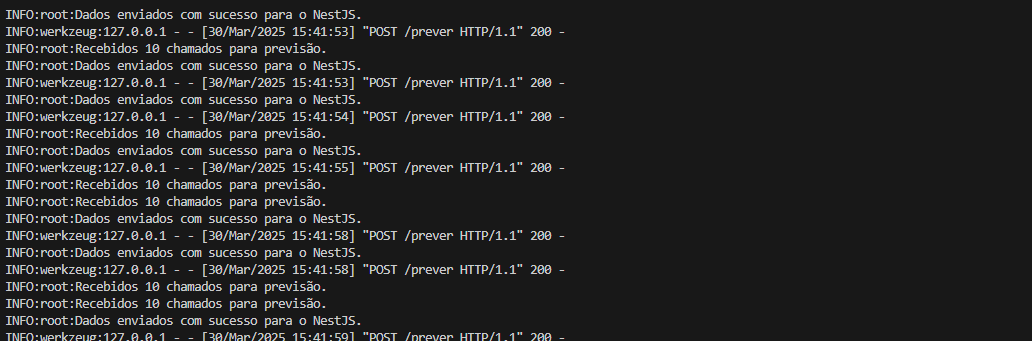 INFO:root:Dados enviados com sucesso para o NestJS.
INFO:werkzeug:127.0.0.1 - - [30/Mar/2025 15:41:53] "POST /prever HTTP/1.1" 200 -
INFO:root:Recebidos 10 chamados para previsão.
INFO:root:Dados enviados com sucesso para o NestJS.
INFO:werkzeug:127.0.0.1 - - [30/Mar/2025 15:41:53] "POST /prever HTTP/1.1" 200 -
INFO:root:Dados enviados com sucesso para o NestJS.
INFO:werkzeug:127.0.0.1 - - [30/Mar/2025 15:41:54] "POST /prever HTTP/1.1" 200 -
INFO:root:Recebidos 10 chamados para previsão.
INFO:root:Dados enviados com sucesso para o NestJS.
INFO:werkzeug:127.0.0.1 - - [30/Mar/2025 15:41:55] "POST /prever HTTP/1.1" 200 -
INFO:root:Recebidos 10 chamados para previsão.
INFO:root:Recebidos 10 chamados para previsão.
INFO:root:Dados enviados com sucesso para o NestJS.
INFO:werkzeug:127.0.0.1 - - [30/Mar/2025 15:41:58] "POST /prever HTTP/1.1" 200 -
INFO:root:Dados enviados com sucesso para o NestJS.
INFO:werkzeug:127.0.0.1 - - [30/Mar/2025 15:41:58] "POST /prever HTTP/1.1" 200 -
INFO:root:Recebidos 10 chamados para previsão.
INFO:root:Recebidos 10 chamados para previsão.
INFO:root:Dados enviados com sucesso para o NestJS.
INFO:werkzeug:127.0.0.1 - - [30/Mar/2025 15:41:59] "POST /prever HTTP/1.1" 200 -